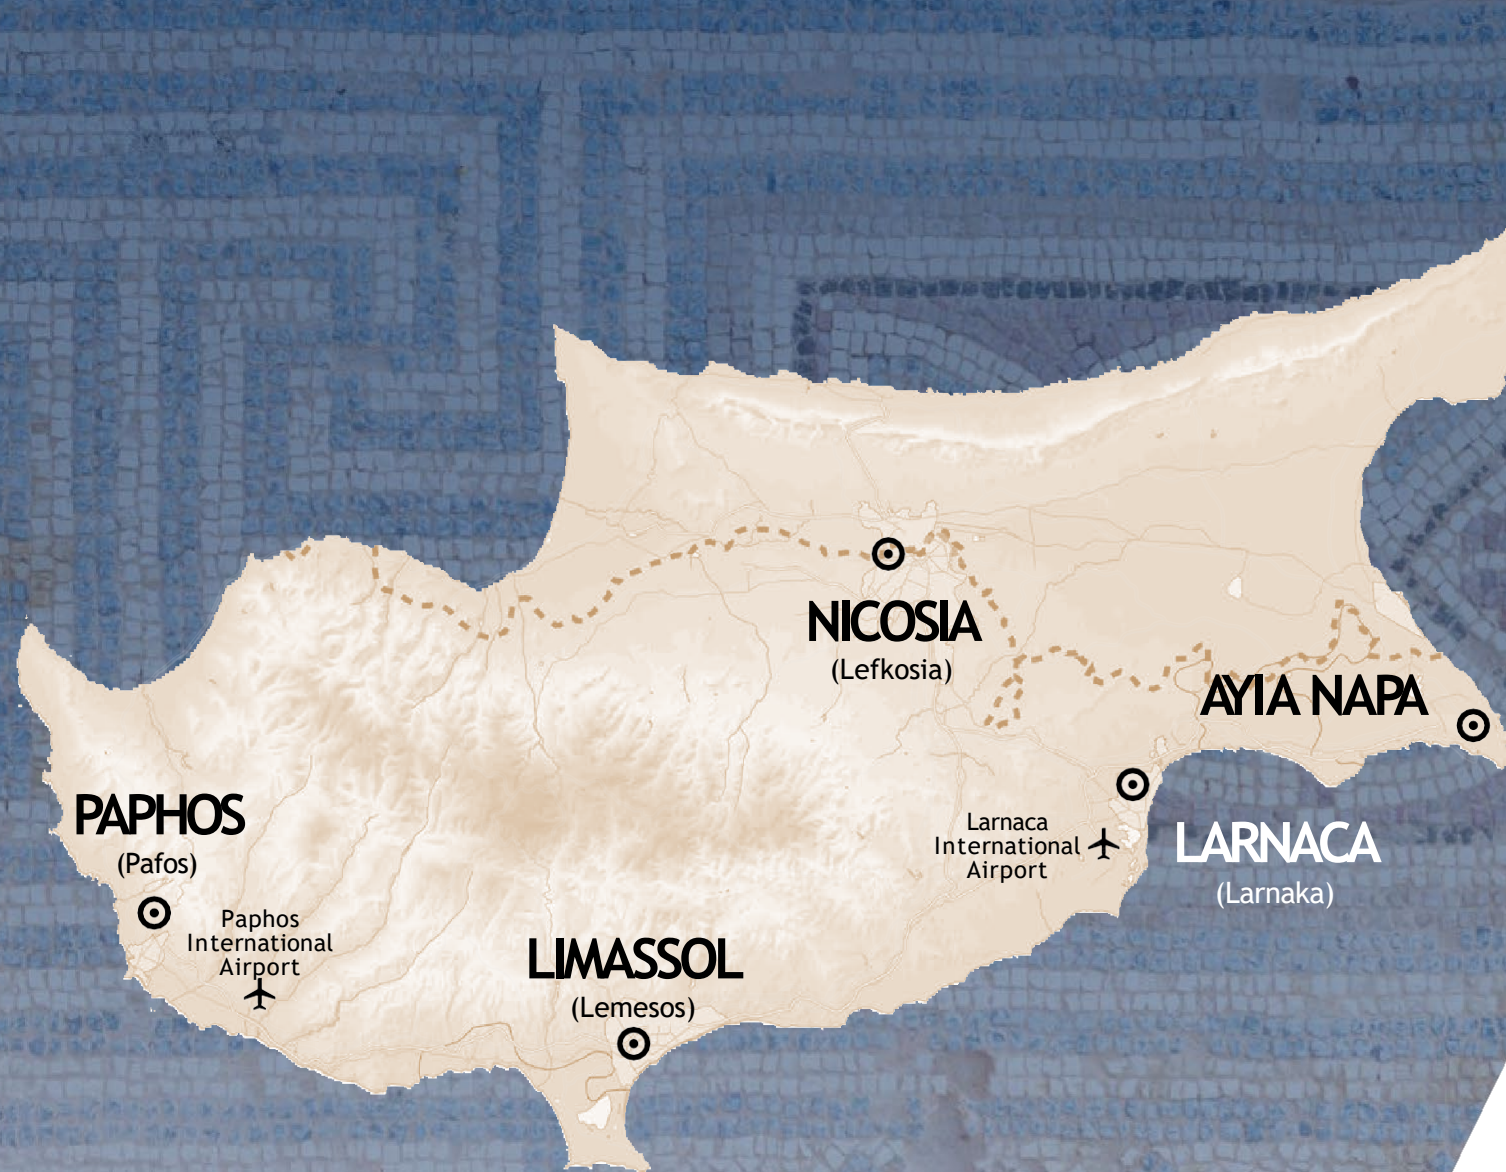 NICOSIA
(Lefkosia)
AYIA NAPA
PAPHOS
(Pafos)
Larnaca
International
Airport
LARNACA
(Larnaka)
Paphos
International
Airport
LIMASSOL
(Lemesos)